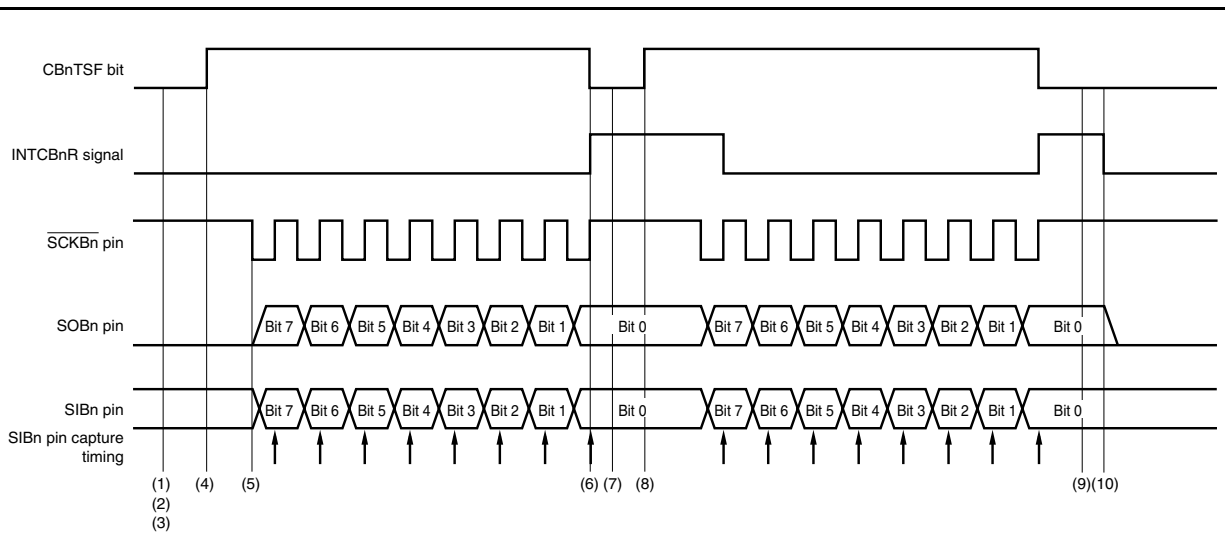 CBnTSF bit
INTCBnR signal
SCKBn pin
SOBn pin
Bit 7 Bit 6 Bit 5 Bit 4 Bit 3 Bit 2 Bit 1 Bit 0 Bit 7 Bit 6 Bit 5 Bit 4 Bit 3 Bit 2 Bit 1 Bit 0
SIBn pin
Bit 7 Bit 6 Bit 5 Bit 4 Bit 3 Bit 2 Bit 1 Bit 0 Bit 7 Bit 6 Bit 5 Bit 4 Bit 3 Bit 2 Bit 1 Bit 0
SIBn pin capture
timing
(1) (4) (5) (6) (7) (8) (9) (10)
(2)
(3)